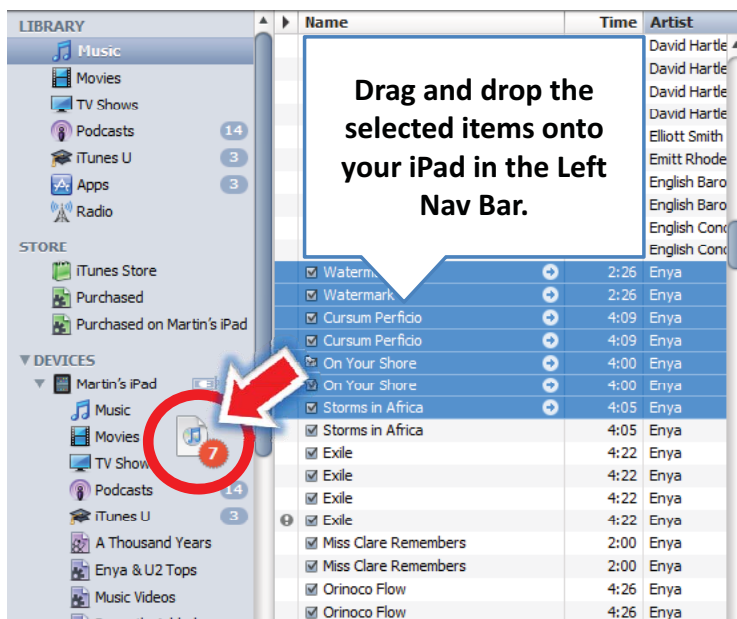 LIBRARY
Music
Movies
TV Shows
Podcasts 14
iTunes U 3
Apps 3
Radio
STORE
iTunes Store
Purchased
Purchased on Martin's iPad
DEVICES
Martin's iPad
Music
Movies
TV Show
Podcasts 14
iTunes U 3
A Thousand Years
Enya & U2 Tops
Music Videos
7
Name Time Artist
David Hartle
David Hartle
David Hartle
David Hartle
Elliott Smith
Emitt Rhode
English Baro
English Baro
English Conc
English Conc
Drag and drop the
selected items onto
your iPad in the Left
Nav Bar.
Waterm 2:26 Enya
Watermark 2:26 Enya
Cursum Perficio 4:09 Enya
Cursum Perficio 4:09 Enya
On Your Shore 4:00 Enya
On Your Shore 4:00 Enya
Storms in Africa 4:05 Enya
Storms in Africa 4:05 Enya
Exile 4:22 Enya
Exile 4:22 Enya
Exile 4:22 Enya
Exile 4:22 Enya
Miss Clare Remembers 2:00 Enya
Miss Clare Remembers 2:00 Enya
Orinoco Flow 4:26 Enya
Orinoco Flow 4:26 Enya